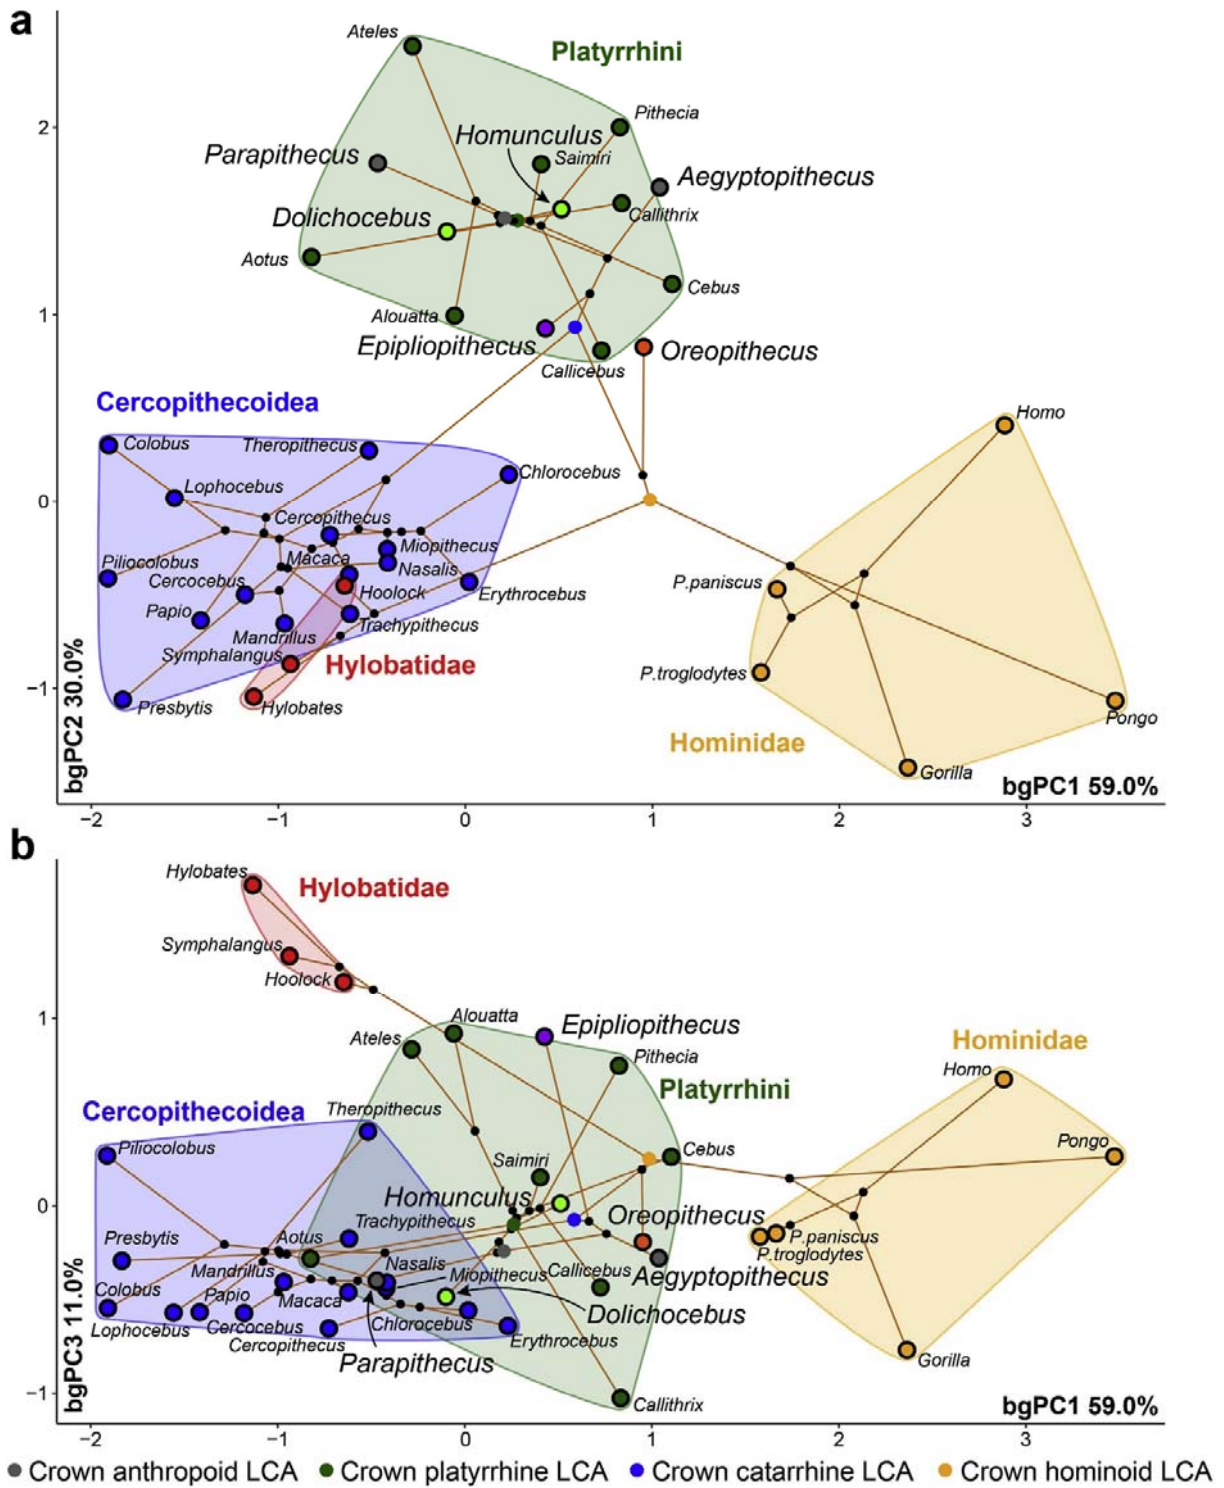 a
Ateles
Platyrrhini
Pithecia
Homunculus
Parapithecus
Saimiri
Aegyptopithecus
Dolichocebus
Callithrix
Aotus
Cebus
Alouatta
Epipliopithecus
Oreopithecus
Callicebus
Cercopithecoidea
Homo
Colobus
Theropithecus
Chlorocebus
Lophocebus
Cercopithecus
Miopithecus
Piliocolobus
Macaca
Nasalis
Cercocebus
Hoolock
Erythrocebus
P.paniscus
Papio
Trachypithecus
Mandrillus
Symphalangus
Hylobatidae
P.troglodytes
Presbytis
Hylobates
Pongo
Hominidae
Gorilla
2
1
0
−1
bgPC2 30.0%
bgPC1 59.0%
−2 −1 0 1 2 3
b
Hylobates
Hylobatidae
Symphalangus
Hoolock
Alouatta
Epipliopithecus
Ateles
Hominidae
Pithecia
Homo
Platyrrhini
Cercopithecoidea
Theropithecus
Piliocolobus
Cebus
Pongo
Saimiri
Homunculus
Oreopithecus
Trachypithecus
Presbytis
Aotus
P.paniscus
P.troglodytes
Mandrillus
Nasalis
Miopithecus
Callicebus
Aegyptopithecus
Colobus
Papio
Macaca
Dolichocebus
Lophocebus
Cercocebus
Chlorocebus
Cercopithecus
Erythrocebus
Parapithecus
Gorilla
Callithrix
1
0
−1
bgPC3 11.0%
bgPC1 59.0%
−2 −1 0 1 2 3
Crown anthropoid LCA Crown platyrrhine LCA Crown catarrhine LCA Crown hominoid LCA